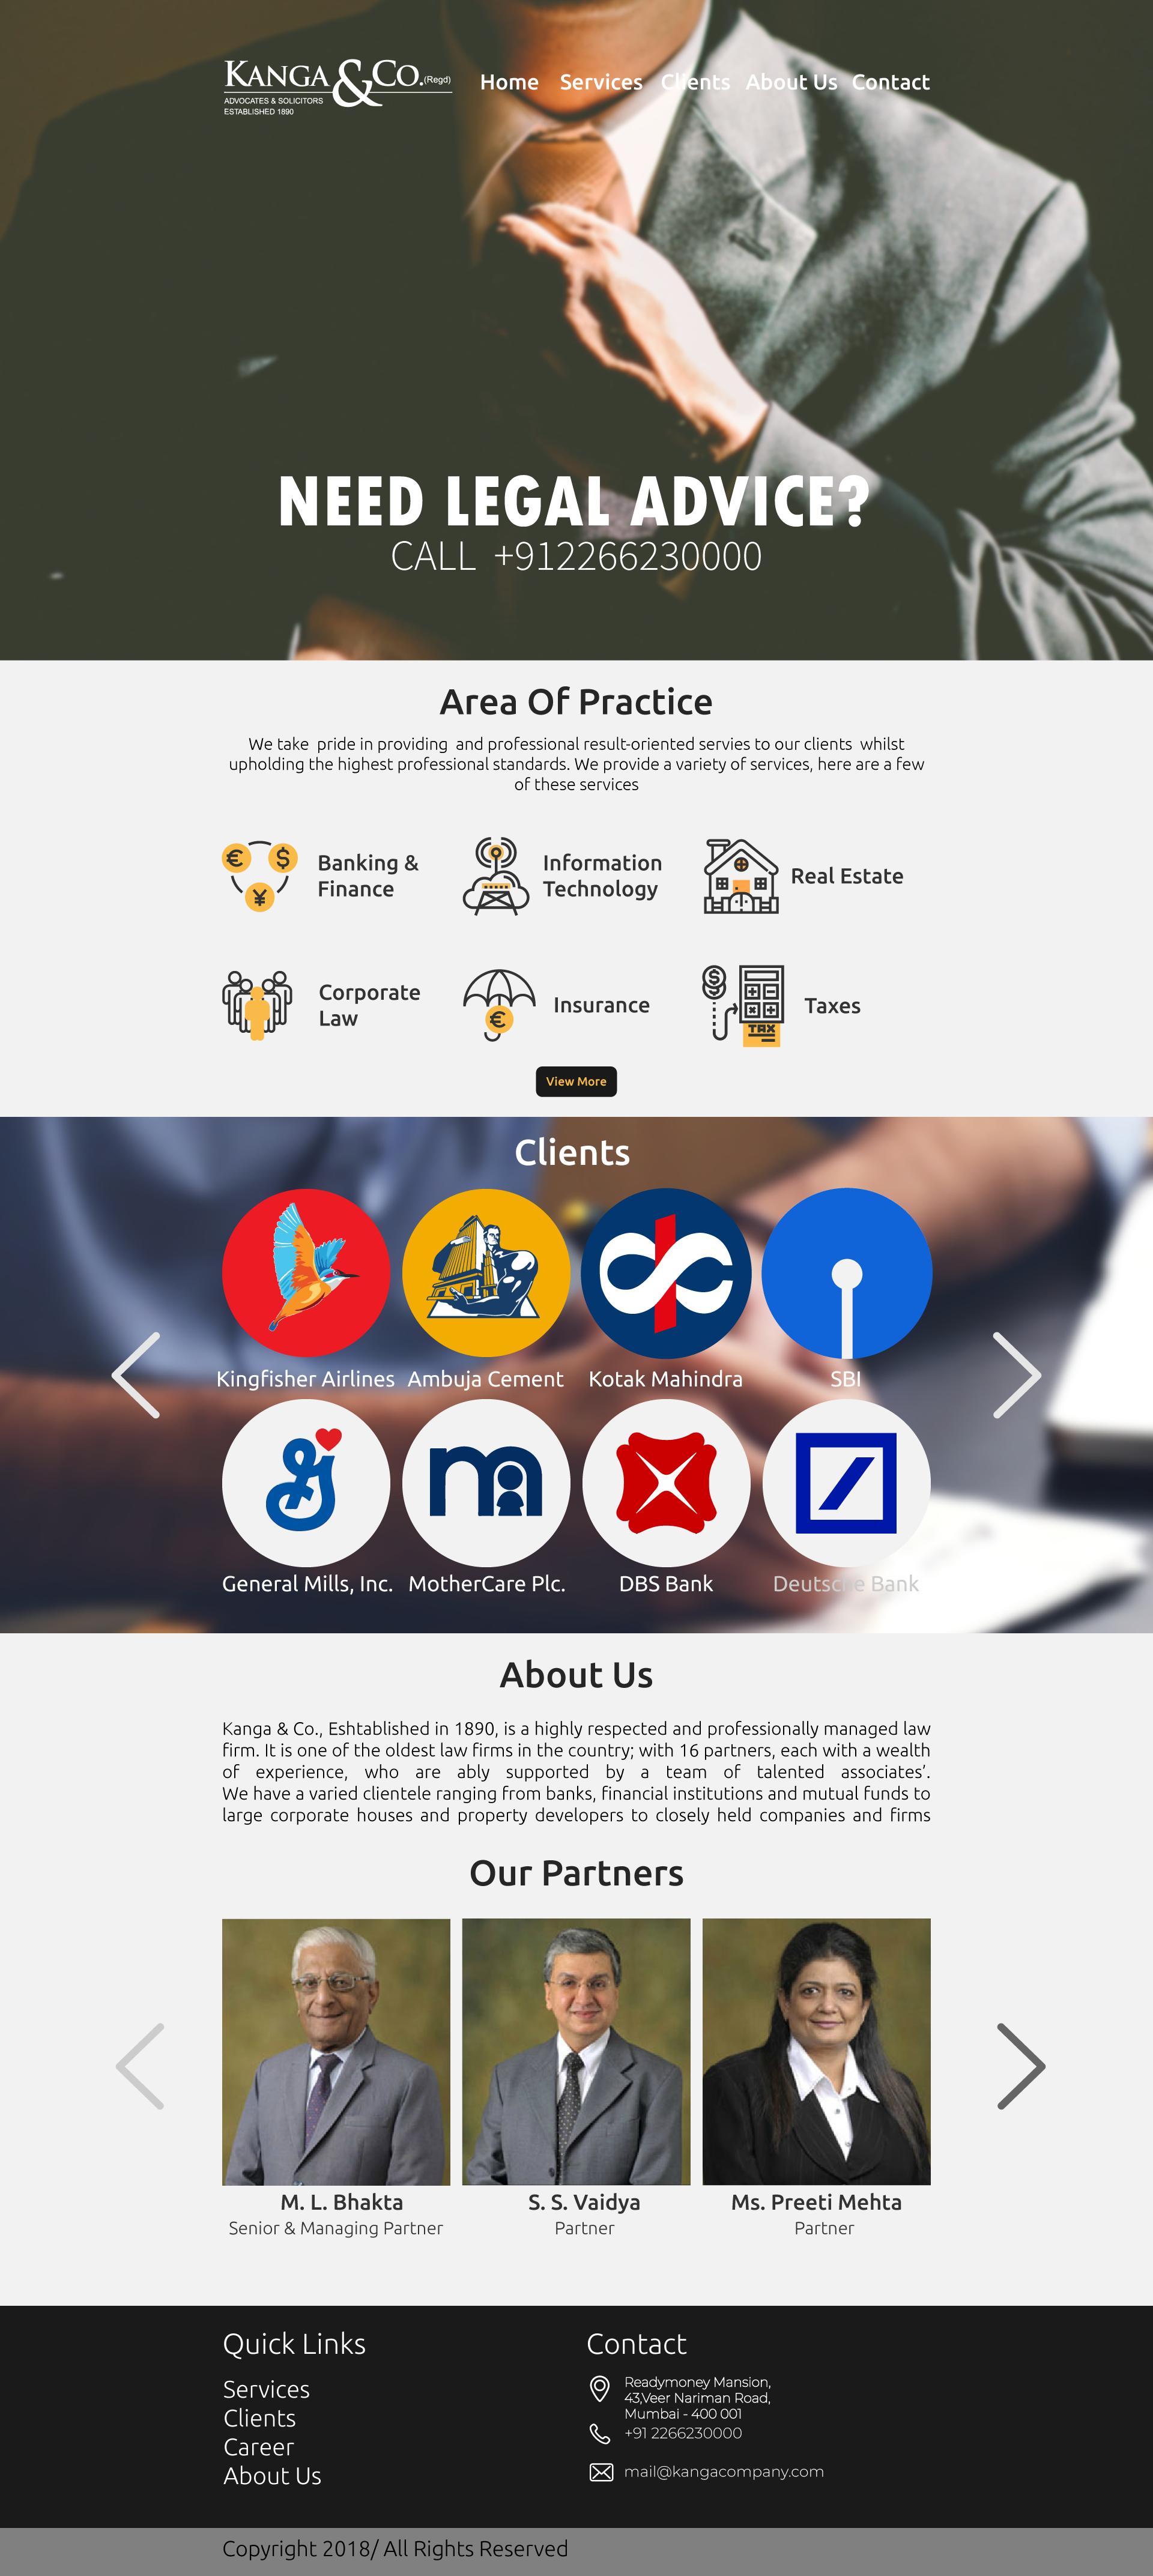 KANGA & CO.(Regd)
ADVOCATES & SOLICITORS
ESTABLISHED 1890
Home Services Clients About Us Contact
NEED LEGAL ADVICE?
CALL +912266230000
Area Of Practice
We take pride in providing and professional result-oriented servies to our clients whilst
upholding the highest professional standards. We provide a variety of services, here are a few
of these services
Banking &
Finance
Information
Technology
Real Estate
Corporate
Law
Insurance
Taxes
TAX
View More
Clients
Kingfisher Airlines Ambuja Cement Kotak Mahindra SBI
General Mills, Inc. MotherCare Plc. DBS Bank Deutsche Bank
About Us
Kanga & Co., Eshtablished in 1890, is a highly respected and professionally managed law
firm. It is one of the oldest law firms in the country; with 16 partners, each with a wealth
of experience, who are ably supported by a team of talented associates’.
We have a varied clientele ranging from banks, financial institutions and mutual funds to
large corporate houses and property developers to closely held companies and firms
Our Partners
M. L. Bhakta
Senior & Managing Partner
S. S. Vaidya
Partner
Ms. Preeti Mehta
Partner
Quick Links
Services
Clients
Career
About Us
Contact
Readymoney Mansion,
43,Veer Nariman Road,
Mumbai - 400 001
+91 2266230000
mail@kangacompany.com
Copyright 2018/ All Rights Reserved